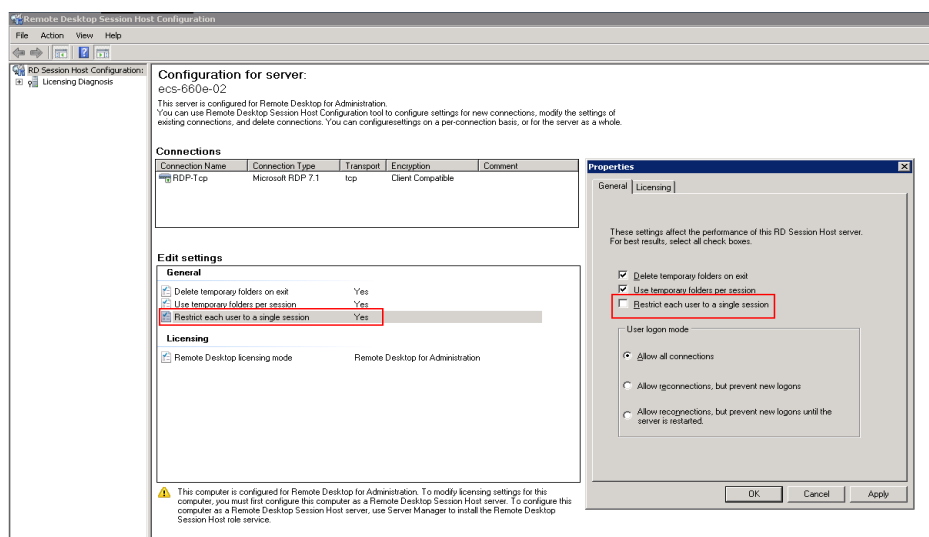 Remote Desktop Session Host Configuration
File Action View Help
RD Session Host Configuration:
Licensing Diagnosis
Configuration for server:
ecs-660e-02
This server is configured for Remote Desktop for Administration.
You can use Remote Desktop Session Host Configuration tool to configure settings for new connections, modify the settings of
existing connections, and delete connections. You can configuresettings on a per-connection basis, or for the server as a whole.
Connections
Connection Name Connection Type Transport Encryption Comment
RDP-Tcp Microsoft RDP 7.1 tcp Client Compatible
Edit settings
General
Delete temporary folders on exit Yes
Use temporary folders per session Yes
Restrict each user to a single session Yes
Licensing
Remote Desktop licensing mode Remote Desktop for Administration
This computer is configured for Remote Desktop for Administration. To modify licensing settings for this
computer, you must first configure this computer as a Remote Desktop Session Host server. To configure this
computer as a Remote Desktop Session Host server, use Server Manager to install the Remote Desktop
Session Host role service.
Properties
General Licensing
These settings affect the performance of this RD Session Host server.
For best results, select all check boxes.
Delete temporary folders on exit
Use temporary folders per session
Restrict each user to a single session
User logon mode
Allow all connections
Allow reconnections, but prevent new logons
Allow reconnections, but prevent new logons until the
server is restarted.
OK Cancel Apply